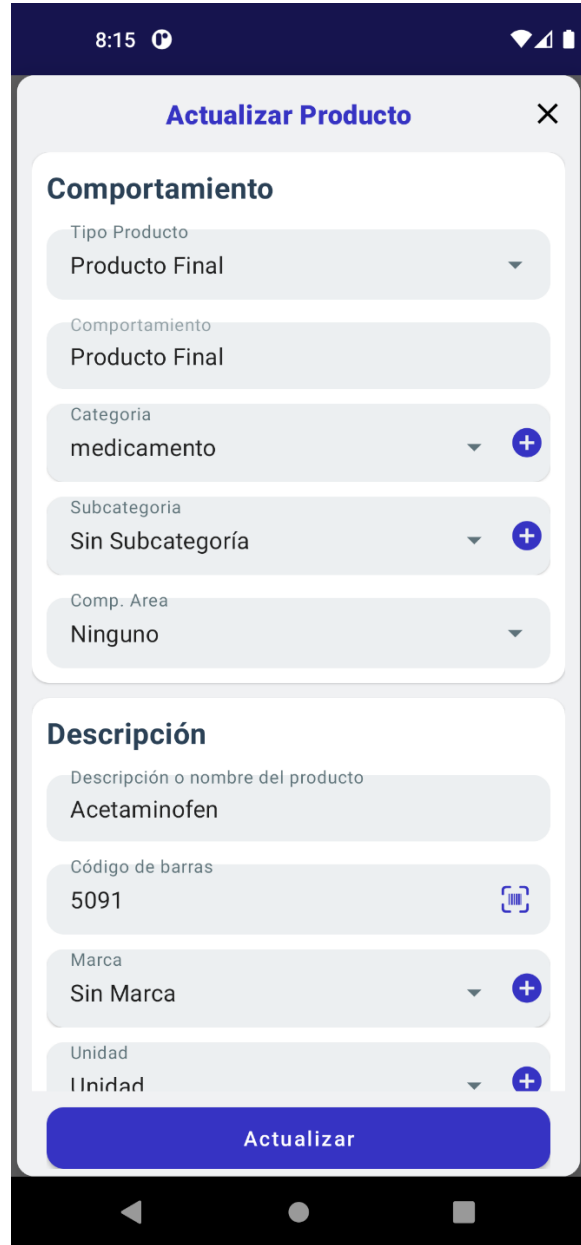 8:15
Actualizar Producto
Comportamiento
Tipo Producto
Producto Final
Comportamiento
Producto Final
Categoria
medicamento
Subcategoria
Sin Subcategoría
Comp. Area
Ninguno
Descripción
Descripción o nombre del producto
Acetaminofen
Código de barras
5091
Marca
Sin Marca
Unidad
Unidad
Actualizar